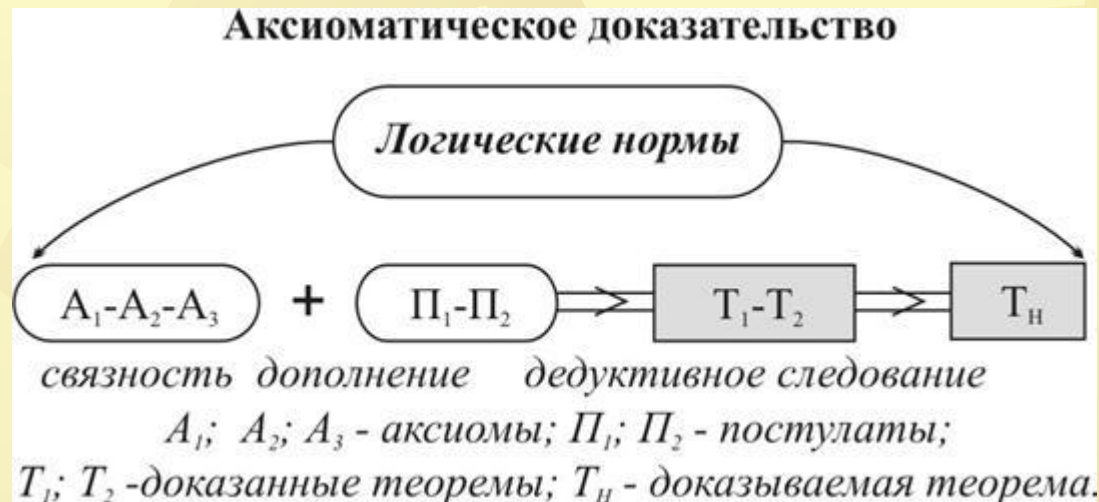 Аксиоматическое доказательство
Логические нормы
А₁-А₂-А₃ + П₁-П₂ Т₁-Т₂ Тн
связность дополнение дедуктивное следование
А₁; А₂; А₃ - аксиомы; П₁; П₂ - постулаты;
Т₁; Т₂ -доказанные теоремы; Тн - доказываемая теорема.